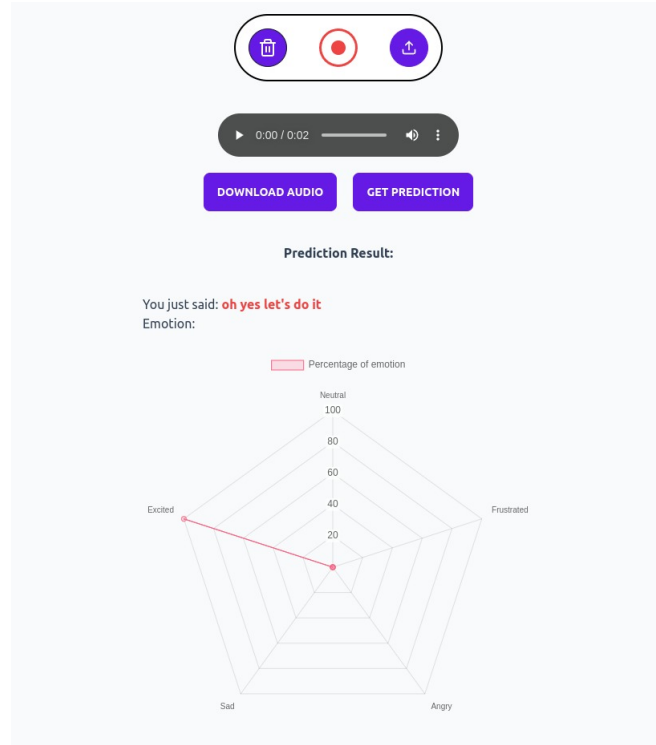 0:00 / 0:02
DOWNLOAD AUDIO
GET PREDICTION
Prediction Result:
You just said: oh yes let's do it
Emotion:
Percentage of emotion
Neutral
100
80
60
40
20
Excited
Frustrated
Sad
Angry